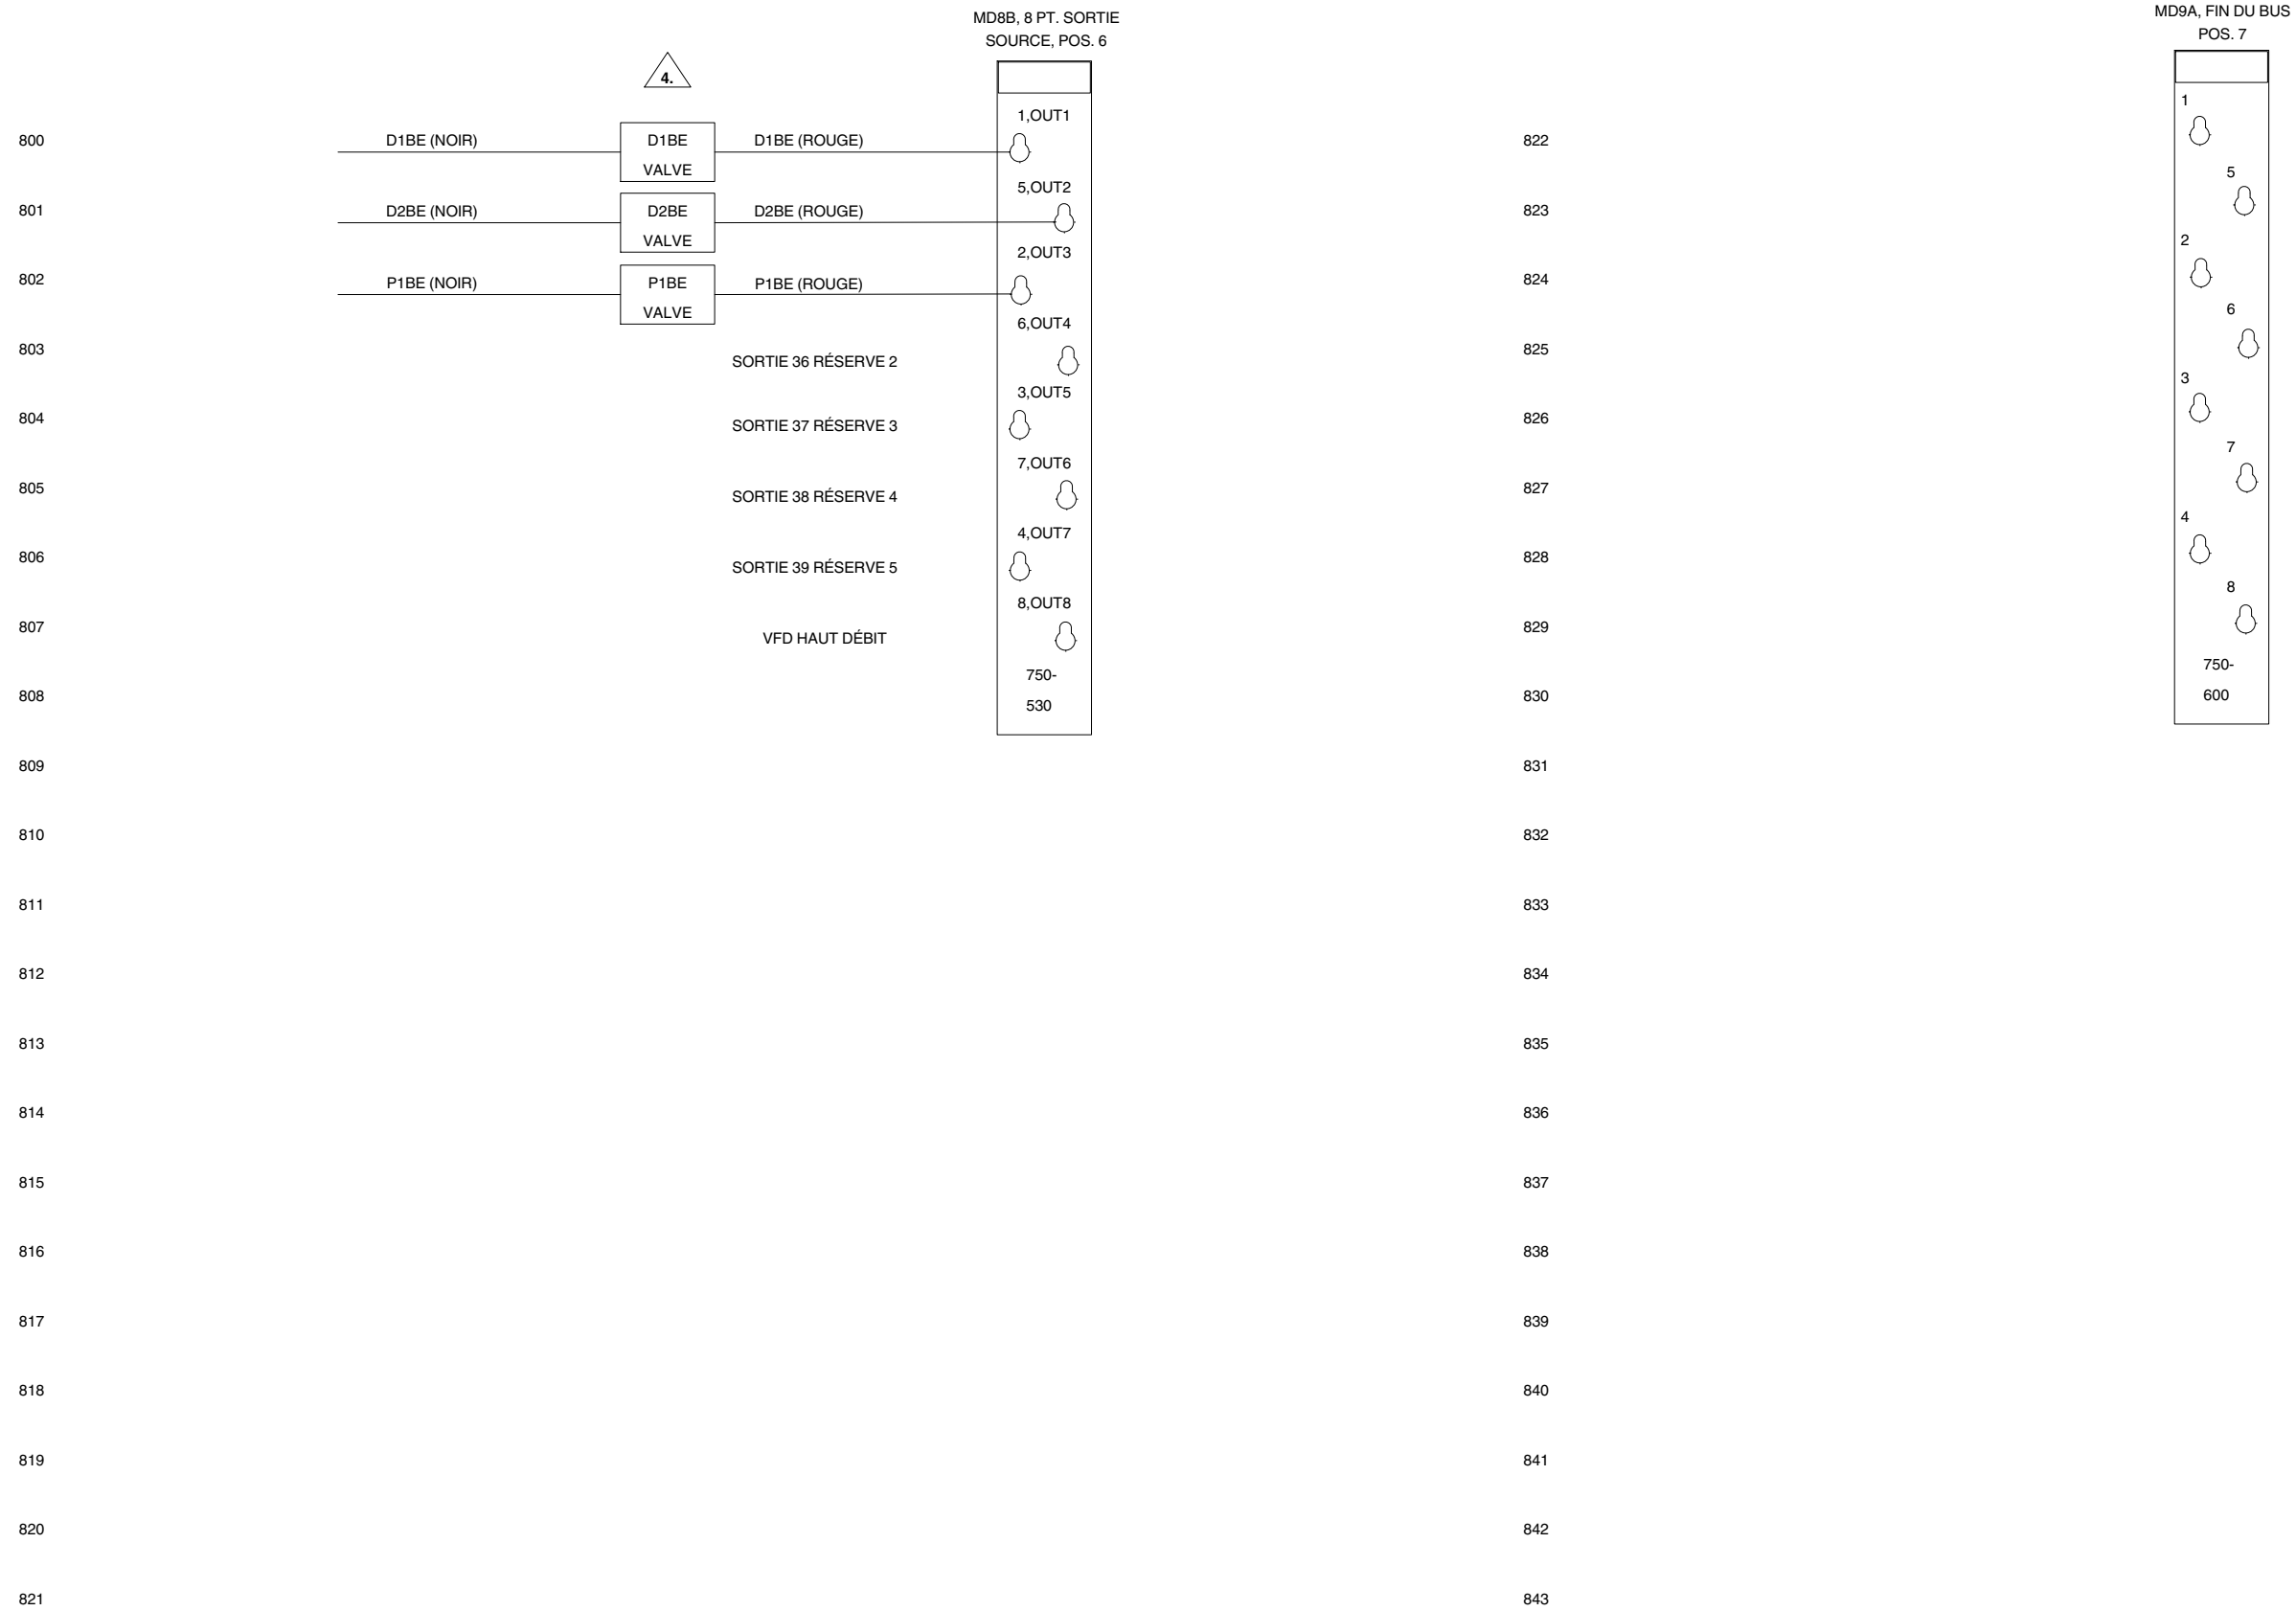 MD8B, 8 PT. SORTIE
SOURCE, POS. 6
4.
1,OUT1
800
D1BE (NOIR)
D1BE
VALVE
D1BE (ROUGE)
5,OUT2
801
D2BE (NOIR)
D2BE
VALVE
D2BE (ROUGE)
2,OUT3
802
P1BE (NOIR)
P1BE
VALVE
P1BE (ROUGE)
6,OUT4
803
SORTIE 36 RÉSERVE 2
3,OUT5
804
SORTIE 37 RÉSERVE 3
7,OUT6
805
SORTIE 38 RÉSERVE 4
4,OUT7
806
SORTIE 39 RÉSERVE 5
8,OUT8
807
VFD HAUT DÉBIT
750-
530
808
809
810
811
812
813
814
815
816
817
818
819
820
821
MD9A, FIN DU BUS
POS. 7
1
822
5
823
2
824
6
825
3
826
7
827
4
828
8
829
750-
600
830
831
832
833
834
835
836
837
838
839
840
841
842
843